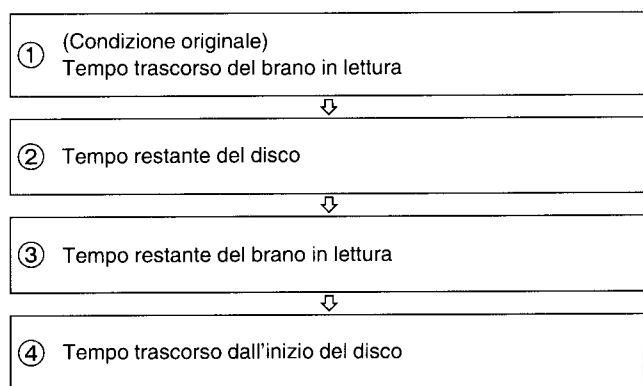 ① (Condizione originale)
Tempo trascorso del brano in lettura
② Tempo restante del disco
③ Tempo restante del brano in lettura
④ Tempo trascorso dall'inizio del disco